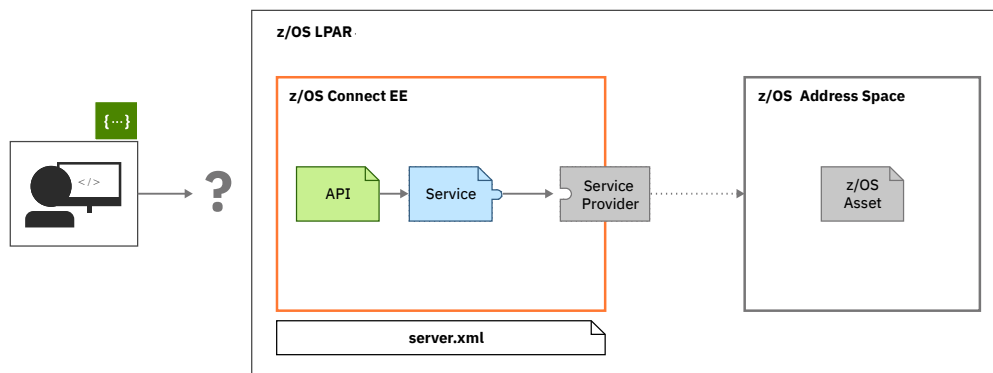 z/OS LPAR
z/OS Connect EE
z/OS Address Space
{···}
</>
?
API
Service
Service
Provider
z/OS
Asset
server.xml